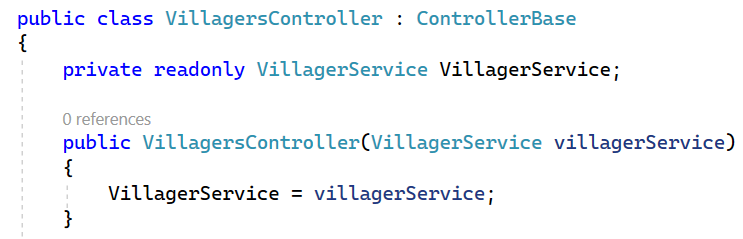 public class VillagersController : ControllerBase
{
private readonly VillagerService VillagerService;
0 references
public VillagersController(VillagerService villagerService)
{
VillagerService = villagerService;
}